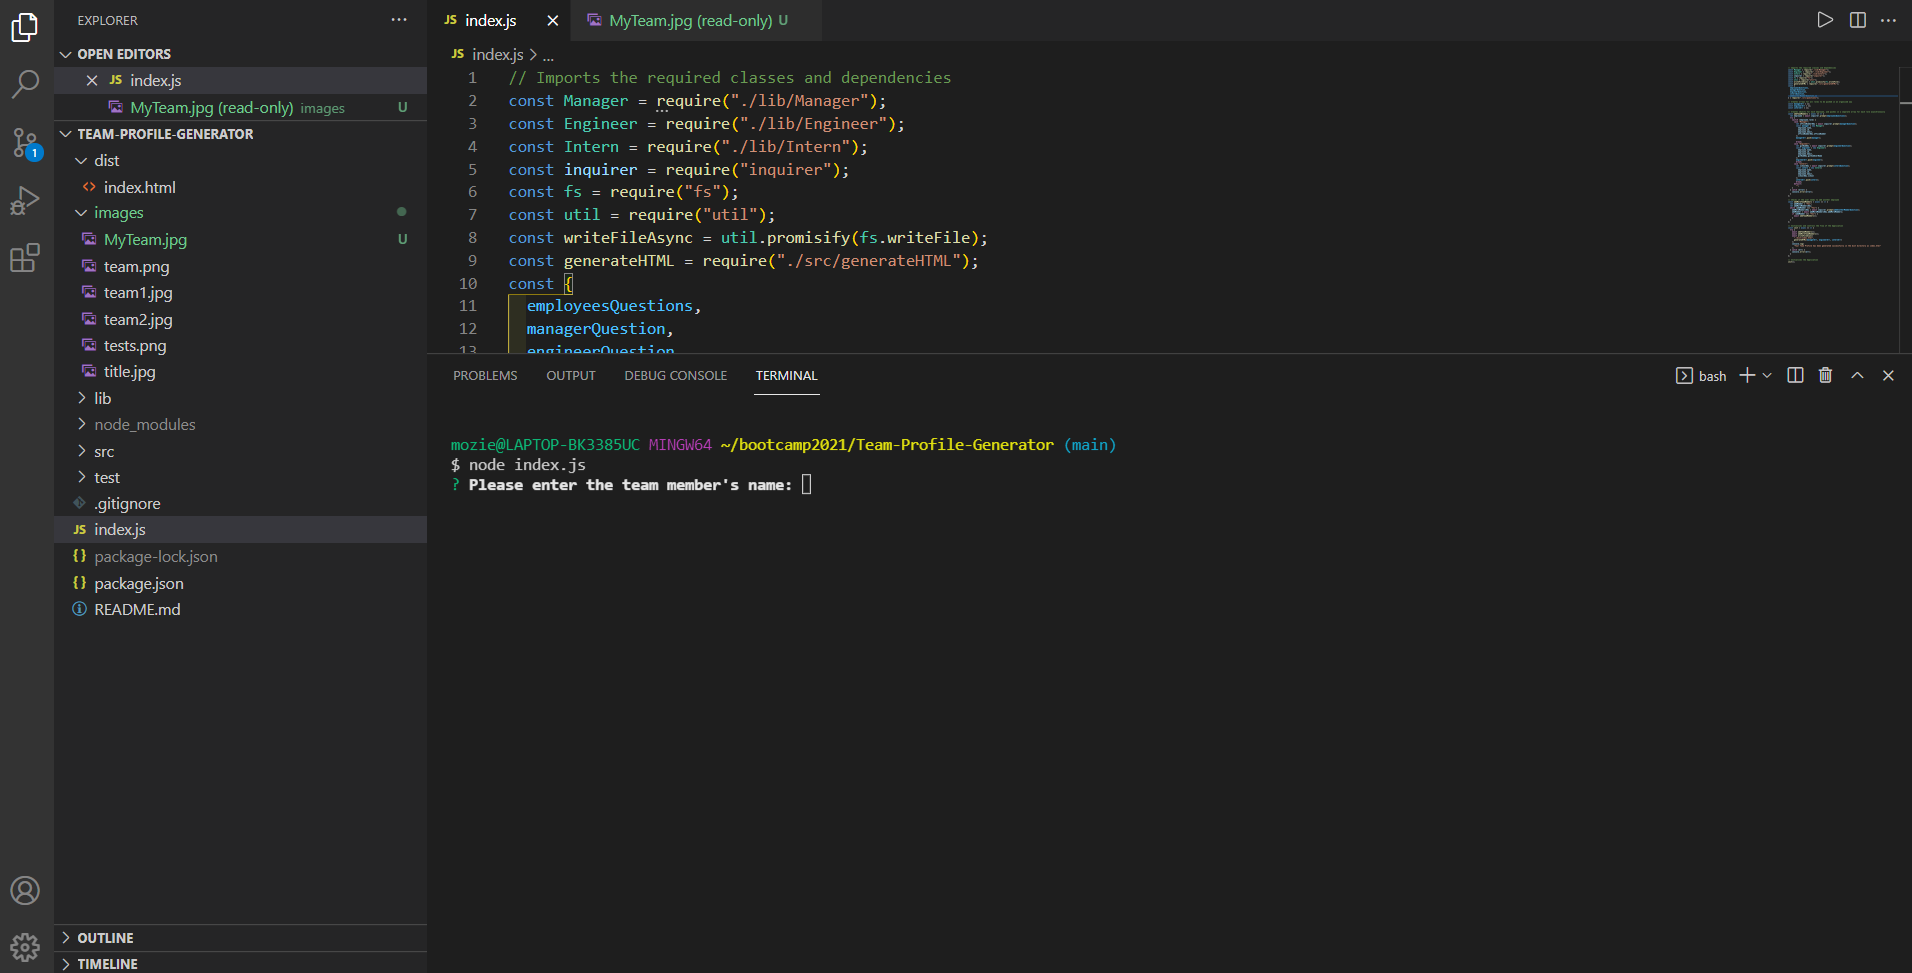 EXPLORER
OPEN EDITORS
JS index.js
MyTeam.jpg (read-only) images U
TEAM-PROFILE-GENERATOR
dist
<> index.html
images
MyTeam.jpg U
team.png
team1.jpg
team2.jpg
tests.png
title.jpg
lib
node_modules
src
test
.gitignore
JS index.js
{} package-lock.json
{} package.json
README.md
OUTLINE
TIMELINE
1
JS index.js
MyTeam.jpg (read-only) U
JS index.js > ...
1 // Imports the required classes and dependencies
2 const Manager = require("./lib/Manager");
3 const Engineer = require("./lib/Engineer");
4 const Intern = require("./lib/Intern");
5 const inquirer = require("inquirer");
6 const fs = require("fs");
7 const util = require("util");
8 const writeFileAsync = util.promisify(fs.writeFile);
9 const generateHTML = require("./src/generateHTML");
10 const {
11 employeesQuestions,
12 managerQuestion,
13 engineerQuestion
PROBLEMS OUTPUT DEBUG CONSOLE TERMINAL
bash
mozie@LAPTOP-BK3385UC MINGW64 ~/bootcamp2021/Team-Profile-Generator (main)
$ node index.js
? Please enter the team member's name: